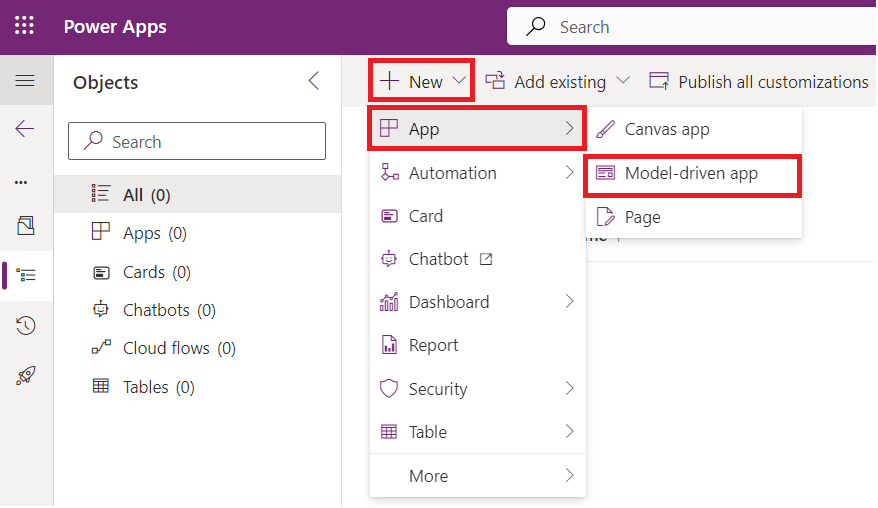 Power Apps
Search
Objects
New
Add existing
Publish all customizations
Search
All (0)
Apps (0)
Cards (0)
Chatbots (0)
Cloud flows (0)
Tables (0)
App
Automation
Card
Chatbot
Dashboard
Report
Security
Table
More
Canvas app
Model-driven app
Page